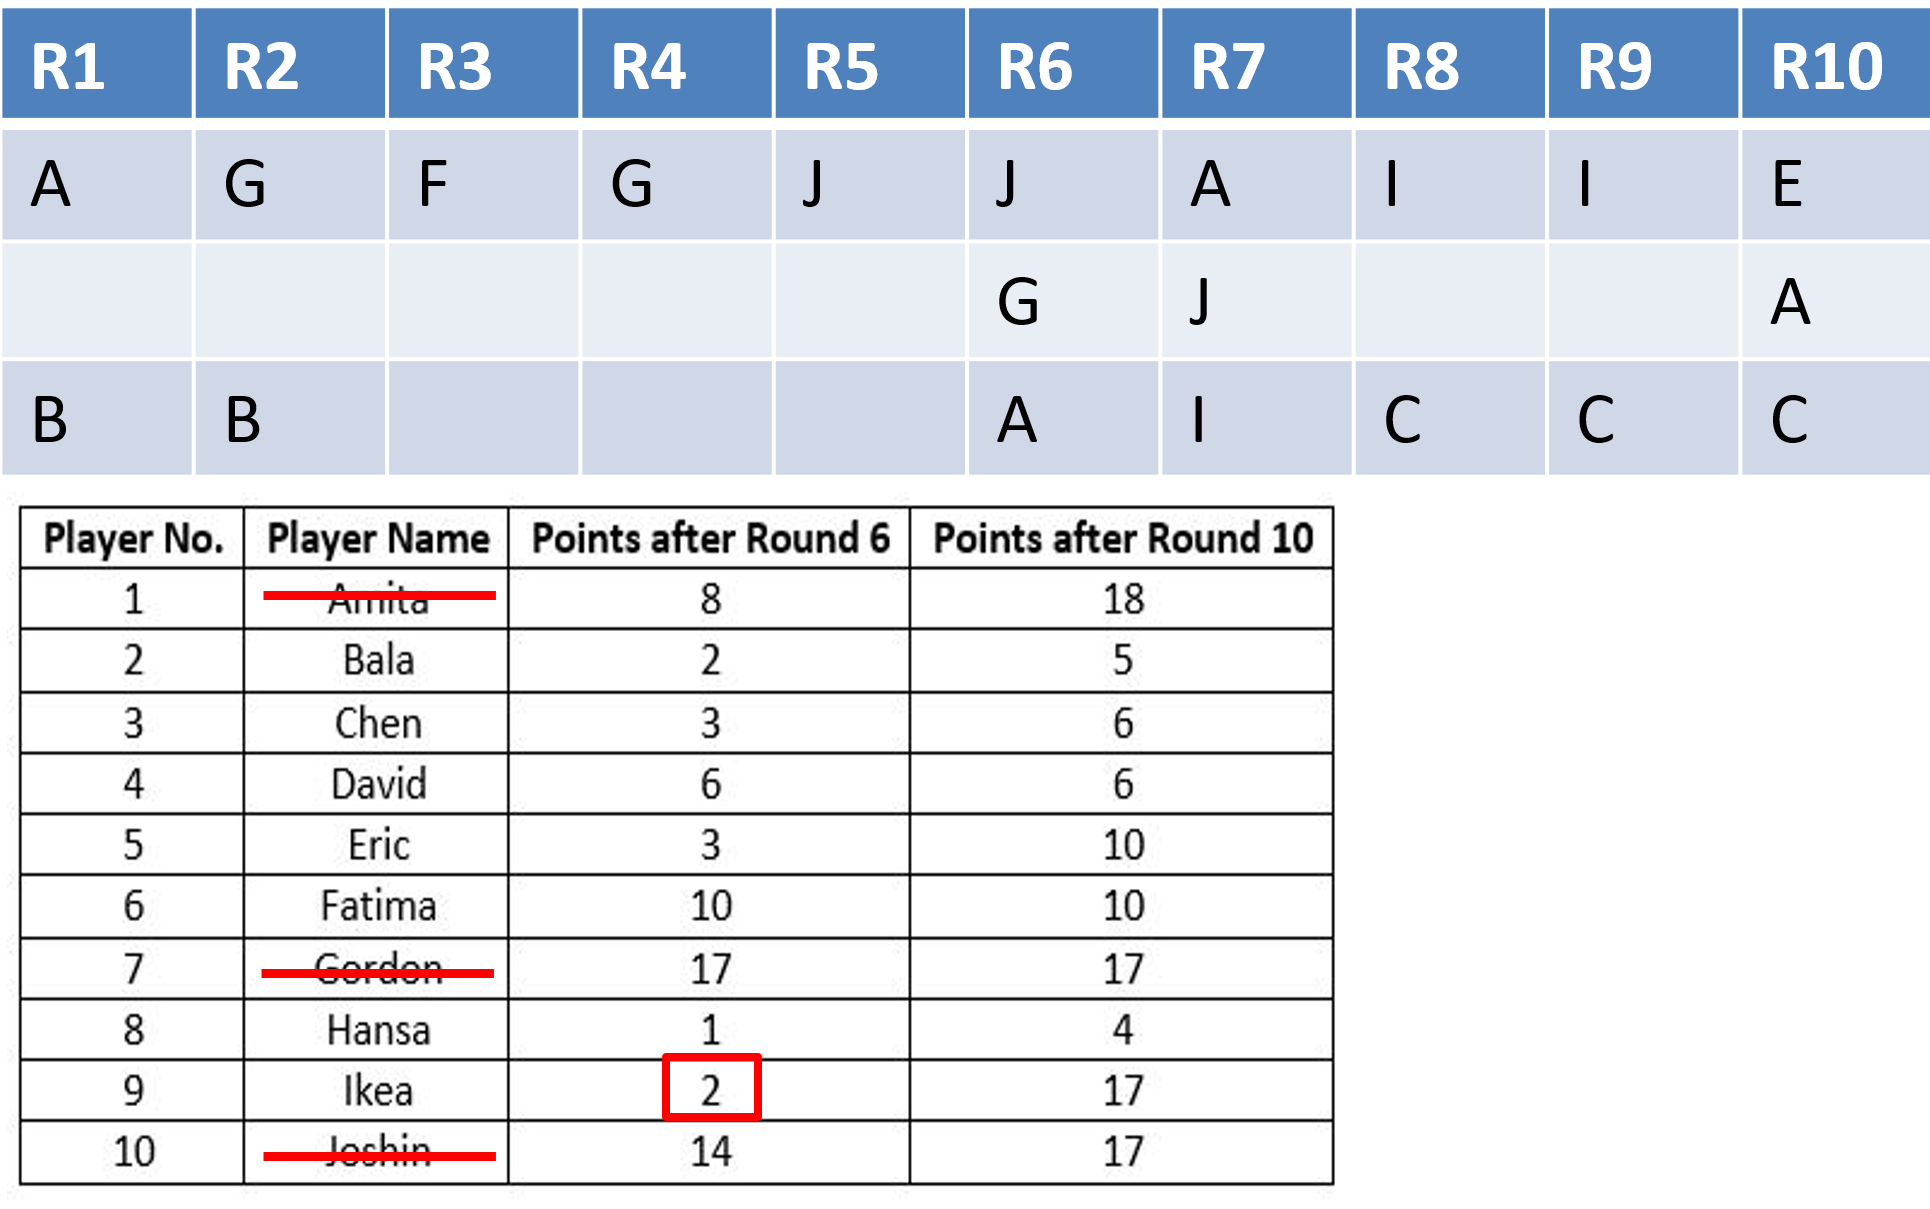 R1 R2 R3 R4 R5 R6 R7 R8 R9 R10
A G F G J J A I I E
G J A
B B A I C C C
Player No. Player Name Points after Round 6 Points after Round 10
1 Amita 8 18
2 Bala 2 5
3 Chen 3 6
4 David 6 6
5 Eric 3 10
6 Fatima 10 10
7 Gordon 17 17
8 Hansa 1 4
9 Ikea 2 17
10 Joshin 14 17